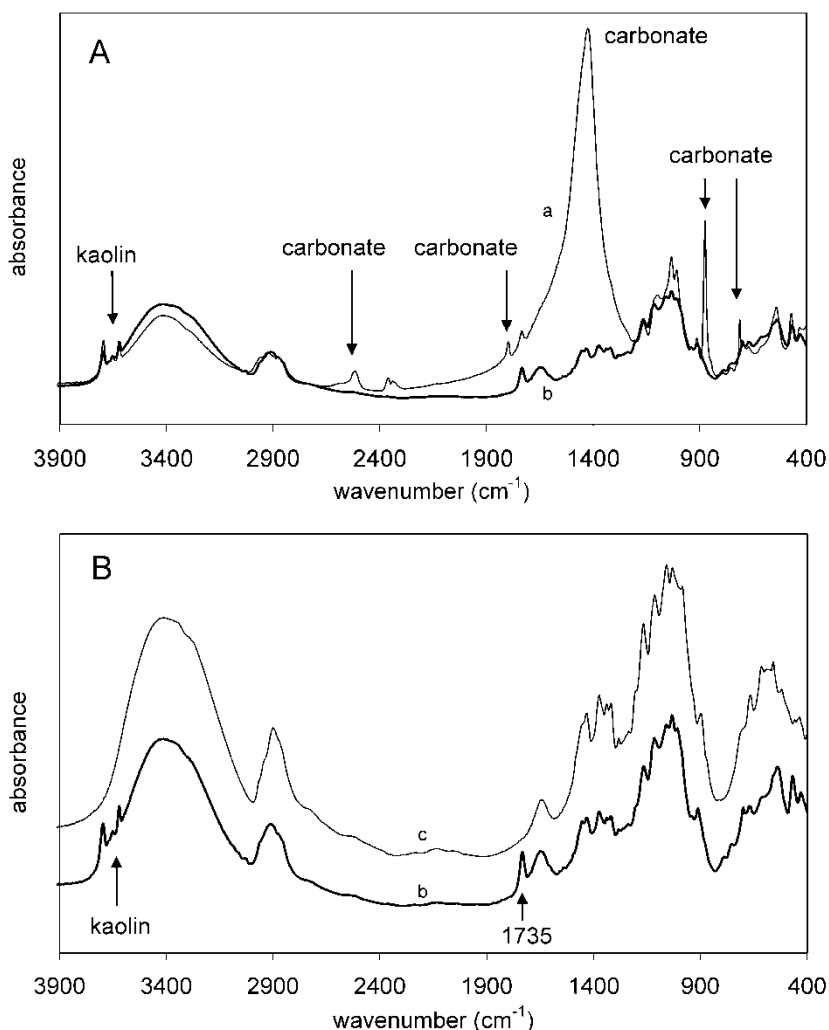 A
carbonate
carbonate
a
kaolin
carbonate
carbonate
b
absorbance
3900 3400 2900 2400 1900 1400 900 400
wavenumber (cm⁻¹)
B
c
b
kaolin
1735
absorbance
3900 3400 2900 2400 1900 1400 900 400
wavenumber (cm⁻¹)